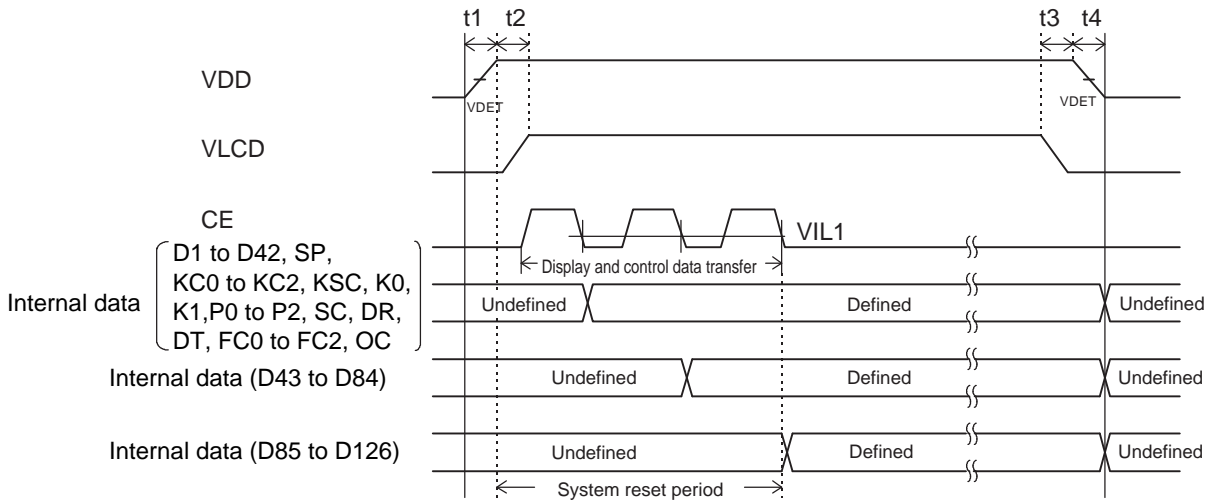 t1 t2 t3 t4
VDD
VDET VDET
VLCD
CE
VIL1
D1 to D42, SP,
Display and control data transfer
KC0 to KC2, KSC, K0,
Internal data K1,P0 to P2, SC, DR, Undefined Defined Undefined
DT, FC0 to FC2, OC
Internal data (D43 to D84) Undefined Defined Undefined
Internal data (D85 to D126) Undefined Defined Undefined
System reset period